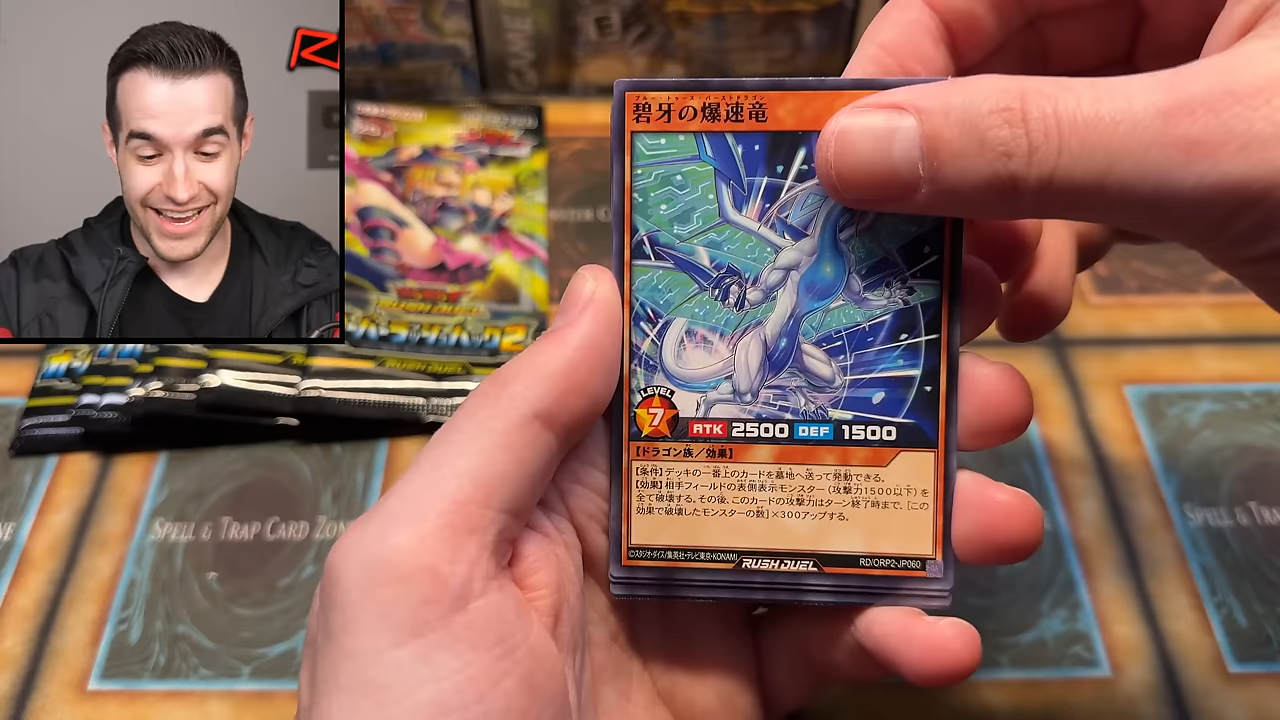 R
GAME
E
ブルートゥース・バーストドラゴン
碧牙の爆速竜
LEVEL
7
ATK 2500 DEF 1500
【ドラゴン族/効果】
【条件】デッキの一番上のカードを墓地へ送って発動できる。
【効果】相手フィールドの表側表示モンスター(攻撃力1500以下)を
全て破壊する。その後、このカードの攻撃力はターン終了時まで、[この
効果で破壊したモンスターの数]×300アップする。
©スタジオ・ダイス/集英社・テレビ東京・KONAMI
RUSH DUEL
RD/ORP2-JP060
RUSH DUEL
SPELL & TRAP CARD ZON
SPELL & TRA